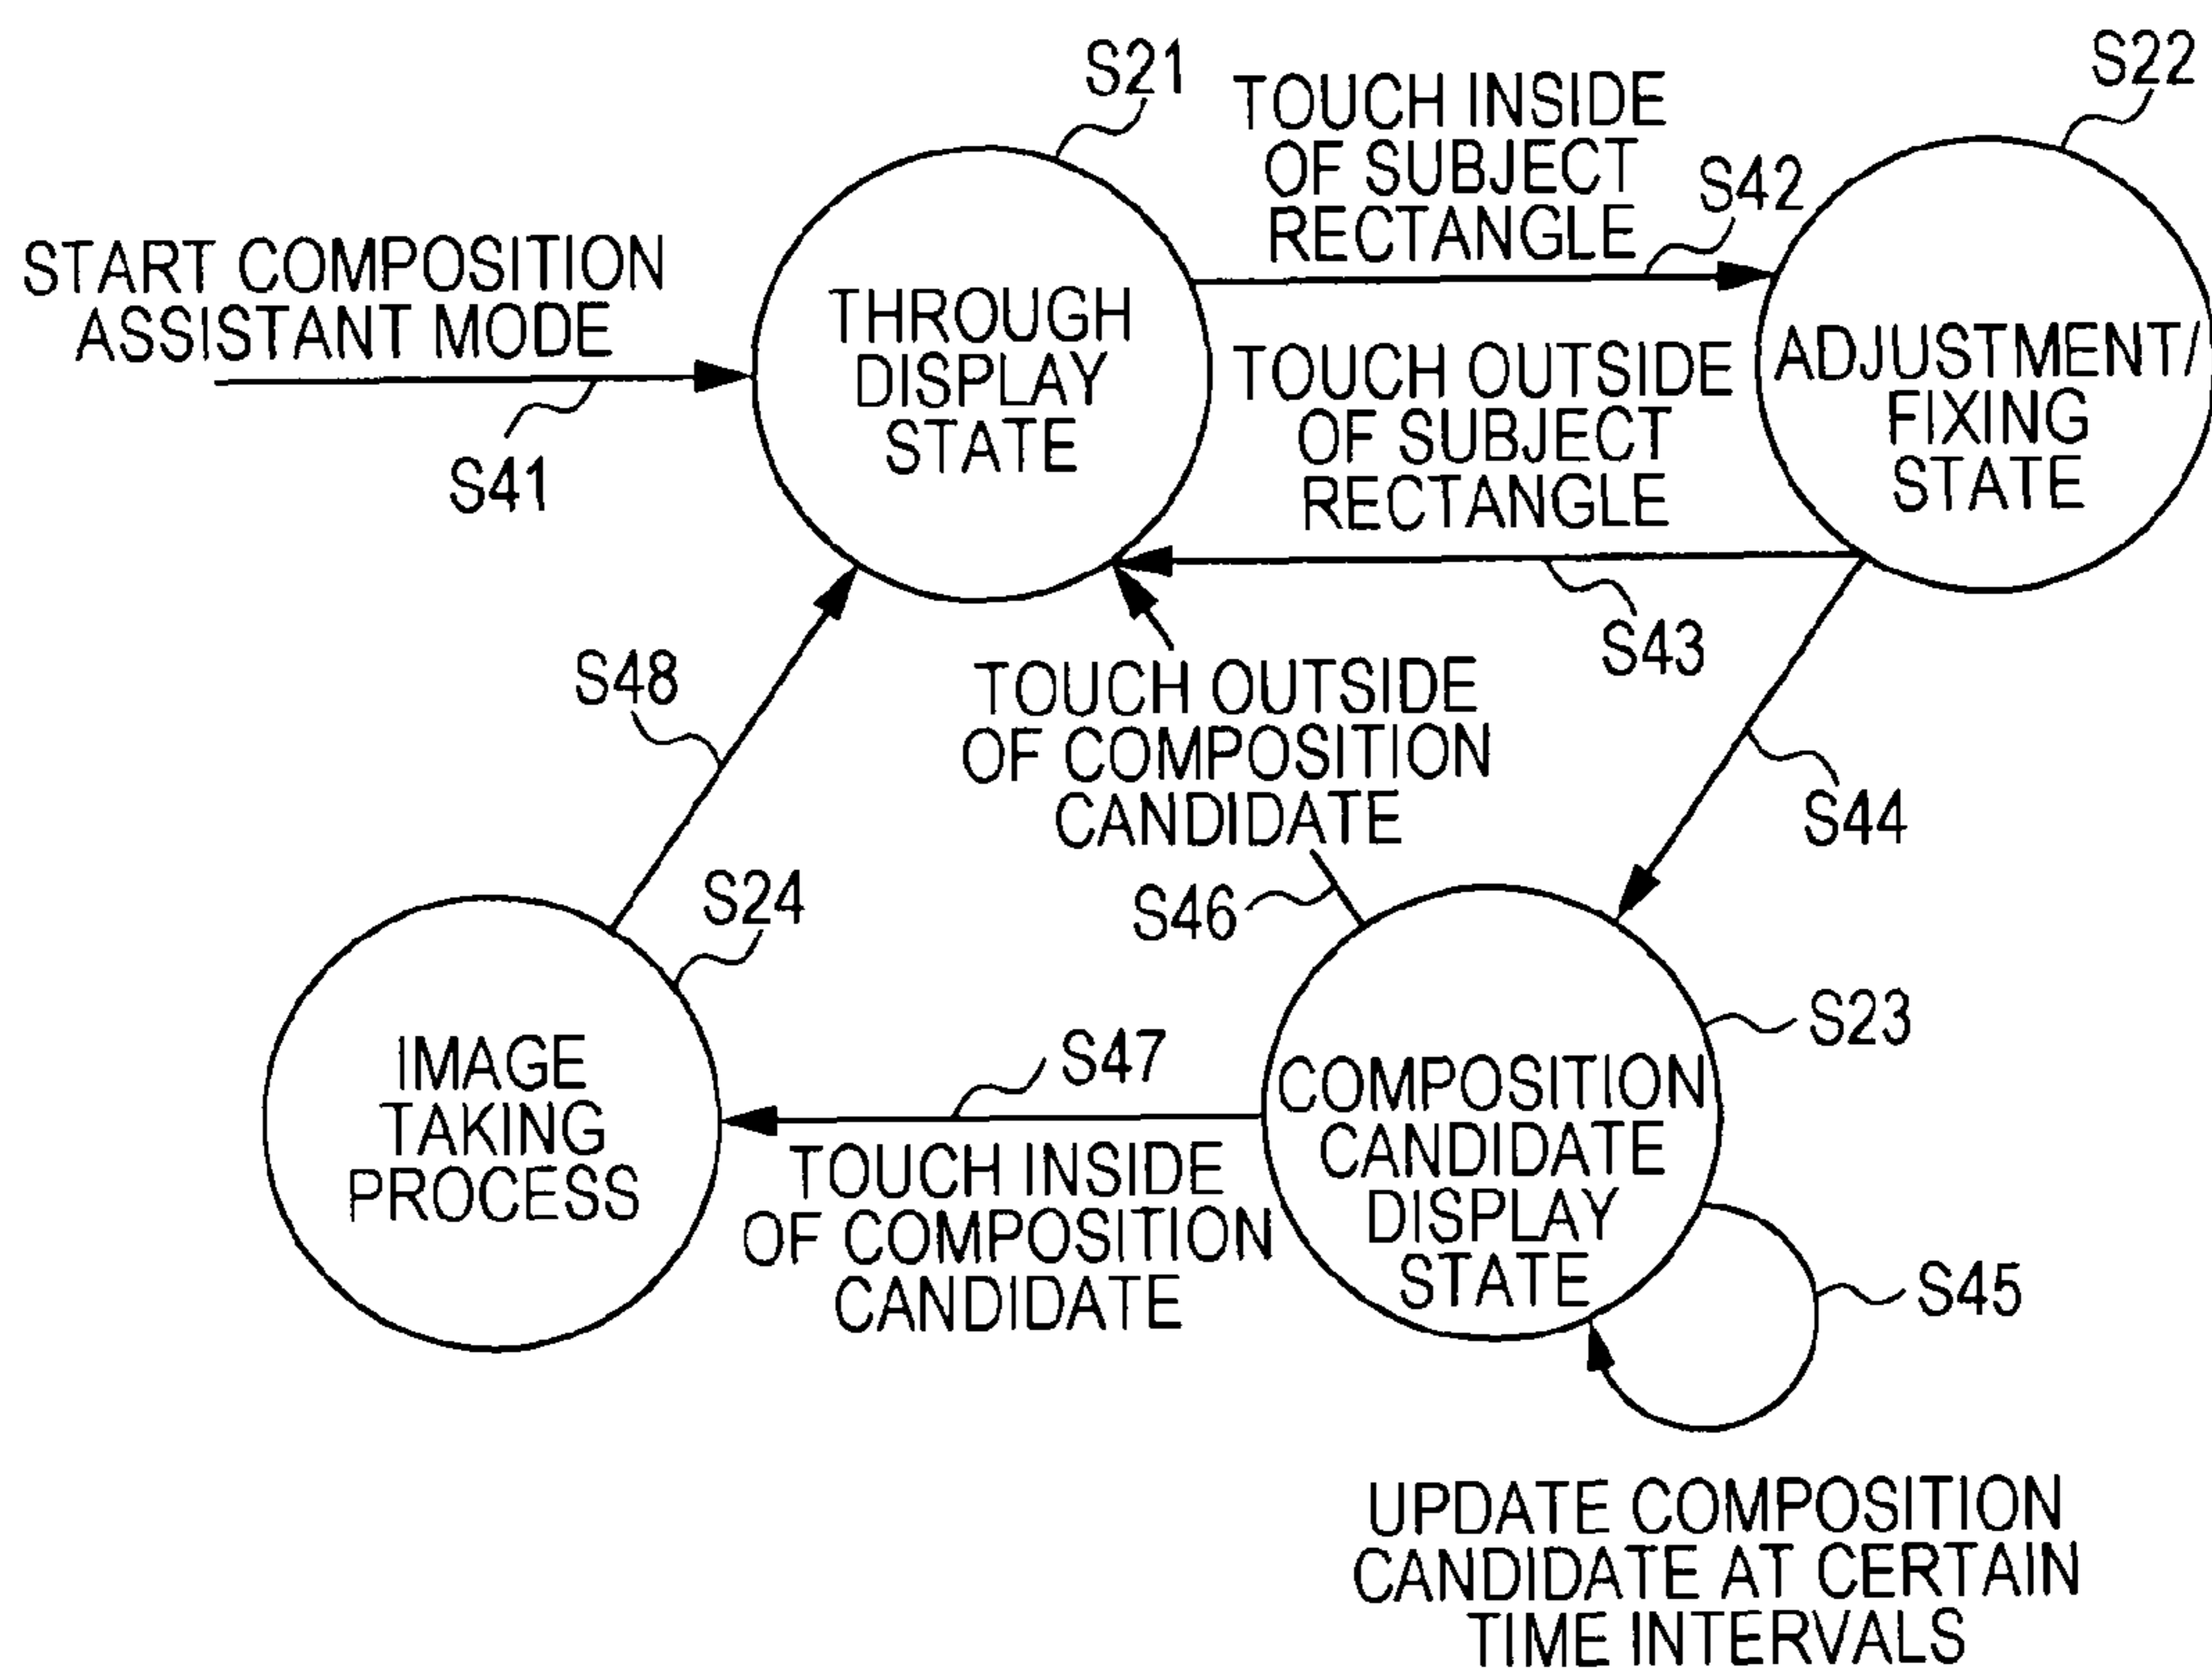 S21
S22
TOUCH INSIDE
OF SUBJECT
RECTANGLE
S42
START COMPOSITION
ASSISTANT MODE
S41
THROUGH
DISPLAY
STATE
TOUCH OUTSIDE
OF SUBJECT
RECTANGLE
ADJUSTMENT/
FIXING
STATE
S43
S48
TOUCH OUTSIDE
OF COMPOSITION
CANDIDATE
S44
S46
S24
S23
IMAGE
TAKING
PROCESS
S47
TOUCH INSIDE
OF COMPOSITION
CANDIDATE
COMPOSITION
CANDIDATE
DISPLAY
STATE
S45
UPDATE COMPOSITION
CANDIDATE AT CERTAIN
TIME INTERVALS